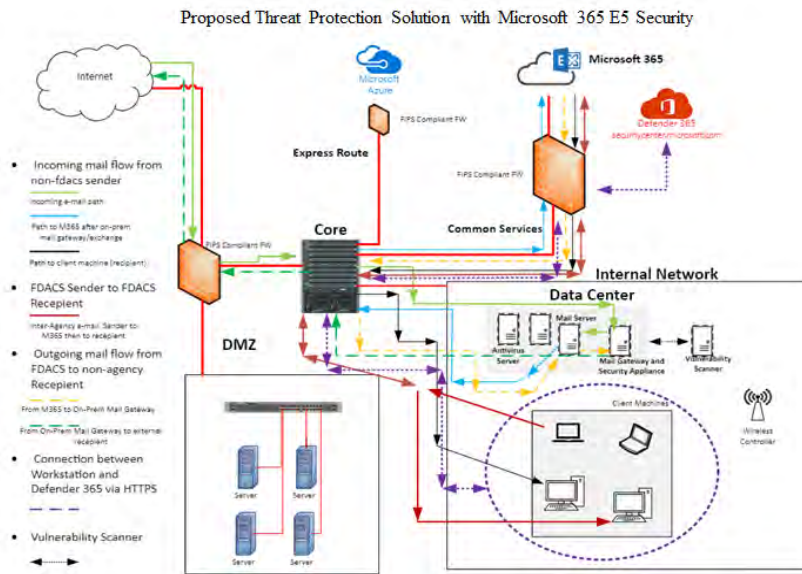 Proposed Threat Protection Solution with Microsoft 365 E5 Security
Internet
Microsoft
Azure
Microsoft 365
FIPS Compliant FW
Defender 365
securitycenter.microsoft.com
Express Route
FIPS Compliant FW
• Incoming mail flow from
non-fdacs sender
Incoming e-mail path
Path to M365 after on-prem
mail gateway/exchange
Path to client machine (recipient)
• FDACS Sender to FDACS
Recepient
Inter-Agency e-mail. Sender to
M365 then to recepient
• Outgoing mail flow from
FDACS to non-agency
Recepient
From M365 to On-Prem Mail Gateway
From On-Prem Mail Gateway to external
recepient
• Connection between
Workstation and
Defender 365 via HTTPS
• Vulnerability Scanner
FIPS Compliant FW
Core
Common Services
Internal Network
Data Center
Mail Server
Antivirus
Server
Mail Gateway and
Security Appliance
Vulnerability
Scanner
DMZ
Client Machines
Wireless
Controller
Server
Server
Server
Server